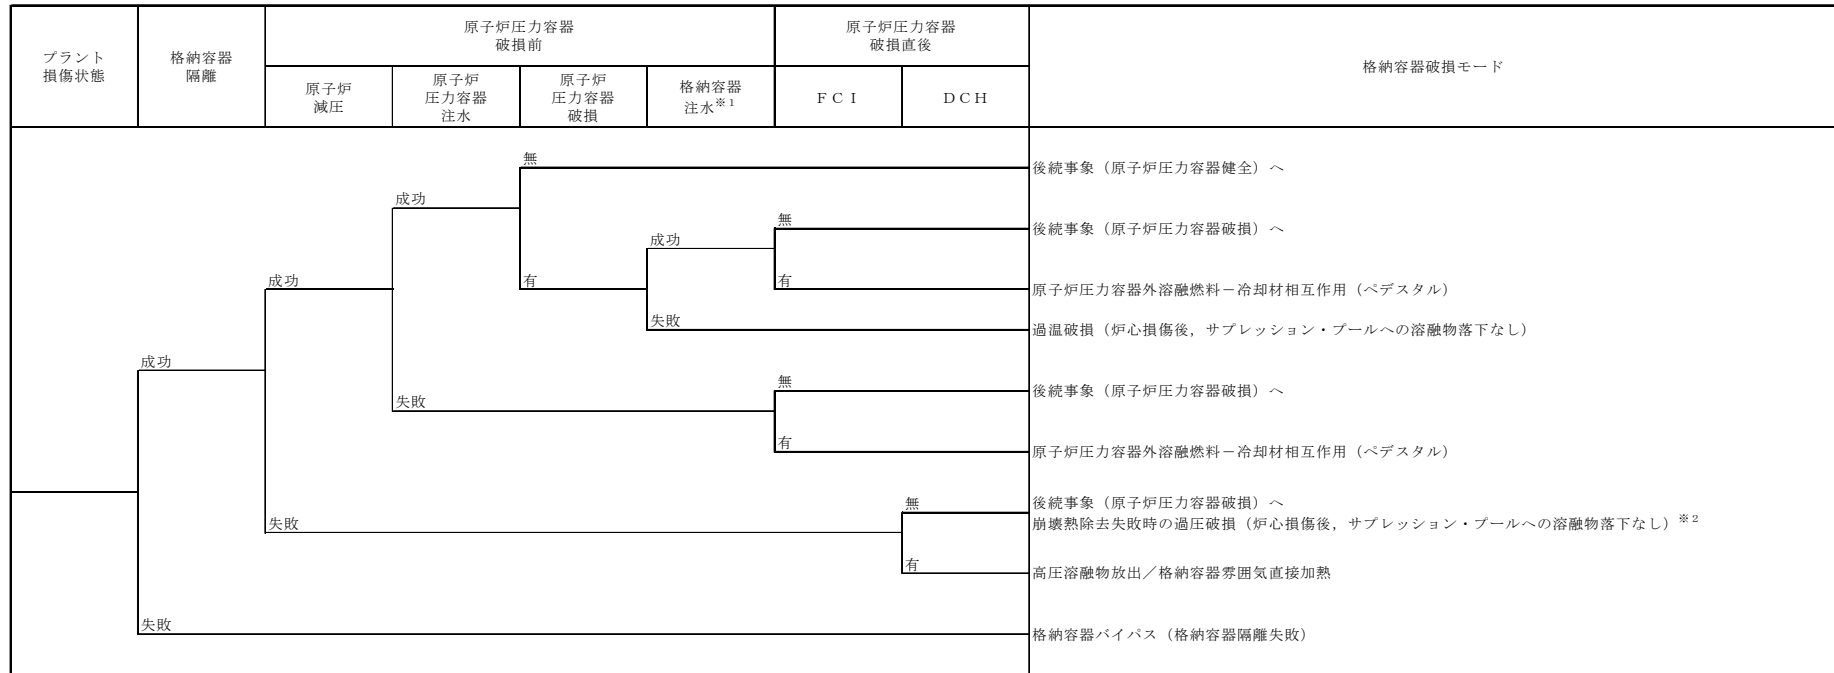 プラント
損傷状態
格納容器
隔離
原子炉圧力容器
破損前
原子炉圧力容器
破損直後
格納容器破損モード
原子炉
減圧
原子炉
圧力容器
注水
原子炉
圧力容器
破損
格納容器
注水※1
ＦＣＩ
ＤＣＨ
無
後続事象（原子炉圧力容器健全）へ
成功
無
後続事象（原子炉圧力容器破損）へ
成功
成功
有
有
原子炉圧力容器外溶融燃料－冷却材相互作用（ペデスタル）
失敗
過温破損（炉心損傷後，サプレッション・プールへの溶融物落下なし）
成功
無
後続事象（原子炉圧力容器破損）へ
失敗
有
原子炉圧力容器外溶融燃料－冷却材相互作用（ペデスタル）
無
後続事象（原子炉圧力容器破損）へ
失敗
崩壊熱除去失敗時の過圧破損（炉心損傷後，サプレッション・プールへの溶融物落下なし）※2
有
高圧溶融物放出／格納容器雰囲気直接加熱
失敗
格納容器バイパス（格納容器隔離失敗）